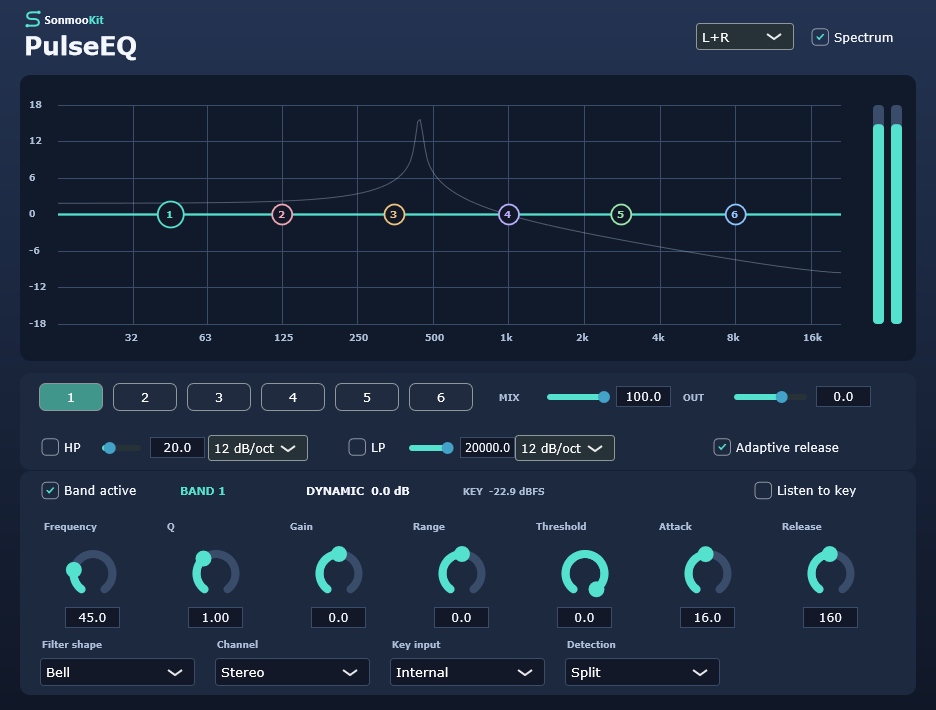 SonmooKit
PulseEQ
L+R
Spectrum
18
12
6
0
-6
-12
-18
1 2 3 4 5 6
32 63 125 250 500 1k 2k 4k 8k 16k
1 2 3 4 5 6 MIX 100.0 OUT 0.0
HP 20.0 12 dB/oct LP 20000.0 12 dB/oct Adaptive release
Band active BAND 1 DYNAMIC 0.0 dB KEY -22.9 dBFS Listen to key
Frequency Q Gain Range Threshold Attack Release
45.0 1.00 0.0 0.0 0.0 16.0 160
Filter shape Channel Key input Detection
Bell Stereo Internal Split